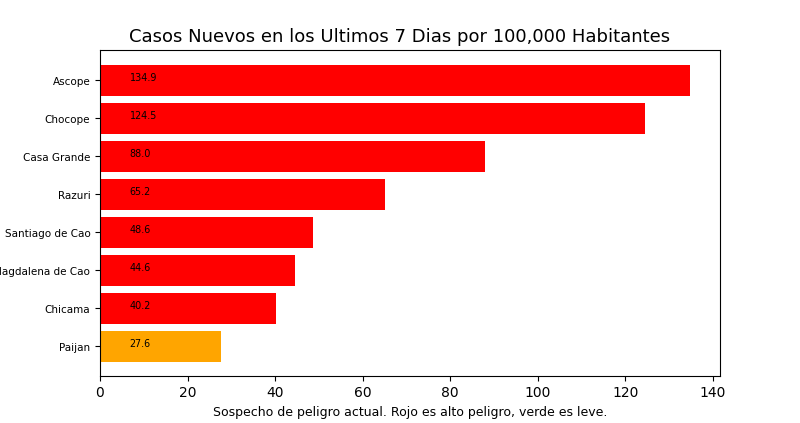 Casos Nuevos en los Ultimos 7 Dias por 100,000 Habitantes
Ascope 134.9
Chocope 124.5
Casa Grande 88.0
Razuri 65.2
Santiago de Cao 48.6
agdalena de Cao 44.6
Chicama 40.2
Paijan 27.6
0 20 40 60 80 100 120 140
Sospecho de peligro actual. Rojo es alto peligro, verde es leve.